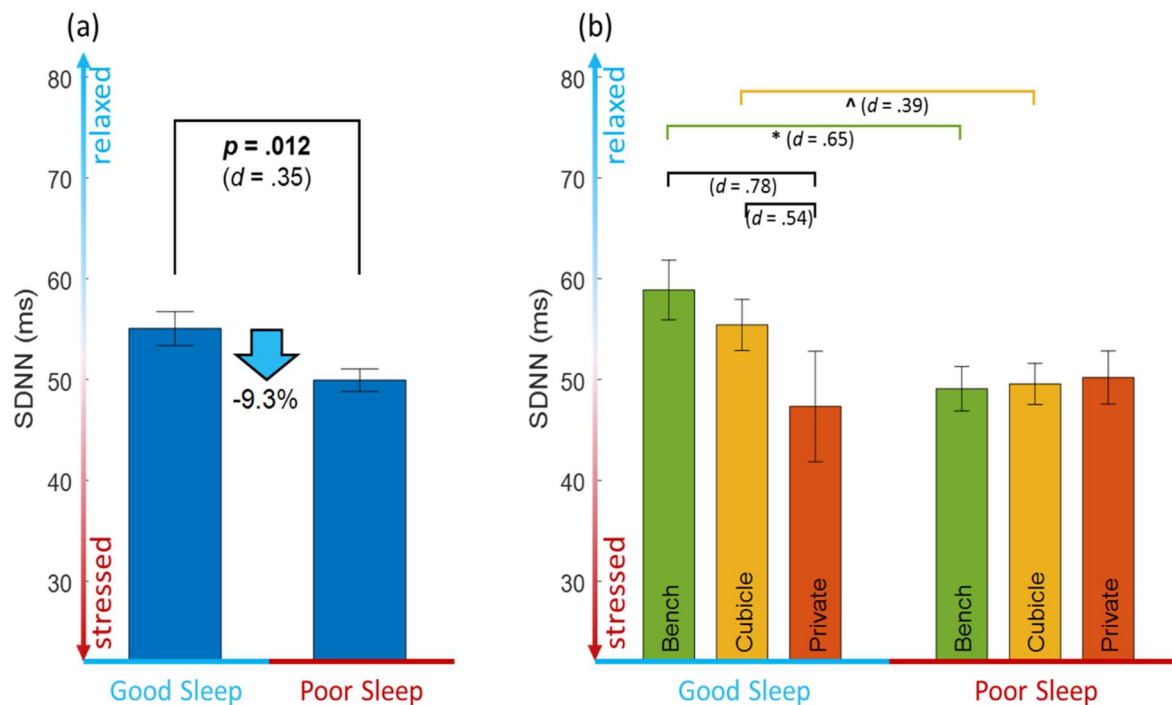 (a)
relaxed
stressed
SDNN (ms)
80
70
60
50
40
30
p = .012
(d = .35)
-9.3%
Good Sleep
Poor Sleep
(b)
relaxed
stressed
SDNN (ms)
80
70
60
50
40
30
^ (d = .39)
* (d = .65)
(d = .78)
(d = .54)
Bench
Cubicle
Private
Bench
Cubicle
Private
Good Sleep
Poor Sleep